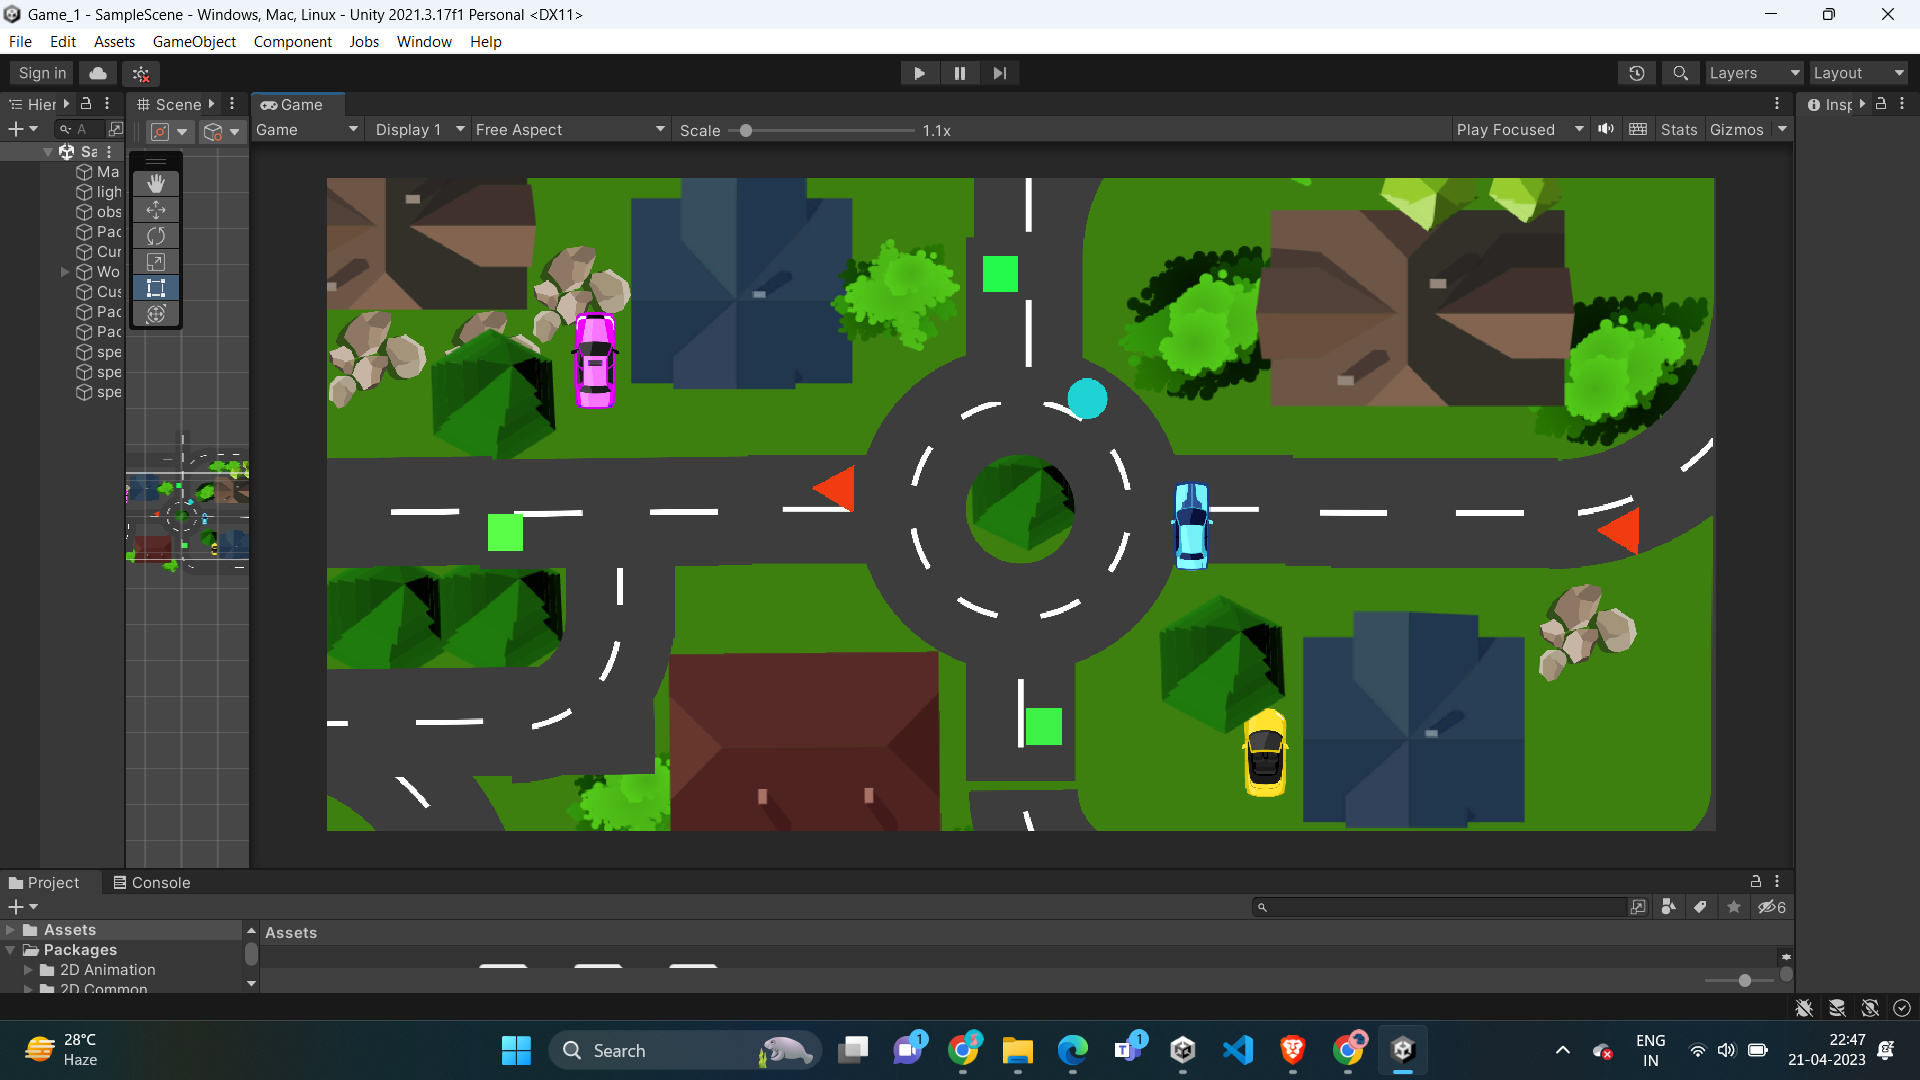 Game_1 - SampleScene - Windows, Mac, Linux - Unity 2021.3.17f1 Personal <DX11>
File Edit Assets GameObject Component Jobs Window Help
Sign in Layers Layout
Hier Scene Game Insp
A Game Display 1 Free Aspect Scale 1.1x Play Focused Stats Gizmos
Sa
Ma
ligh
obs
Pac
Cur
Wo
Cus
Pac
Pac
spe
spe
spe
Project Console
6
Assets Assets
Packages
2D Animation
2D Common
28°C
Haze
Search
1
1
ENG
IN
22:47
21-04-2023